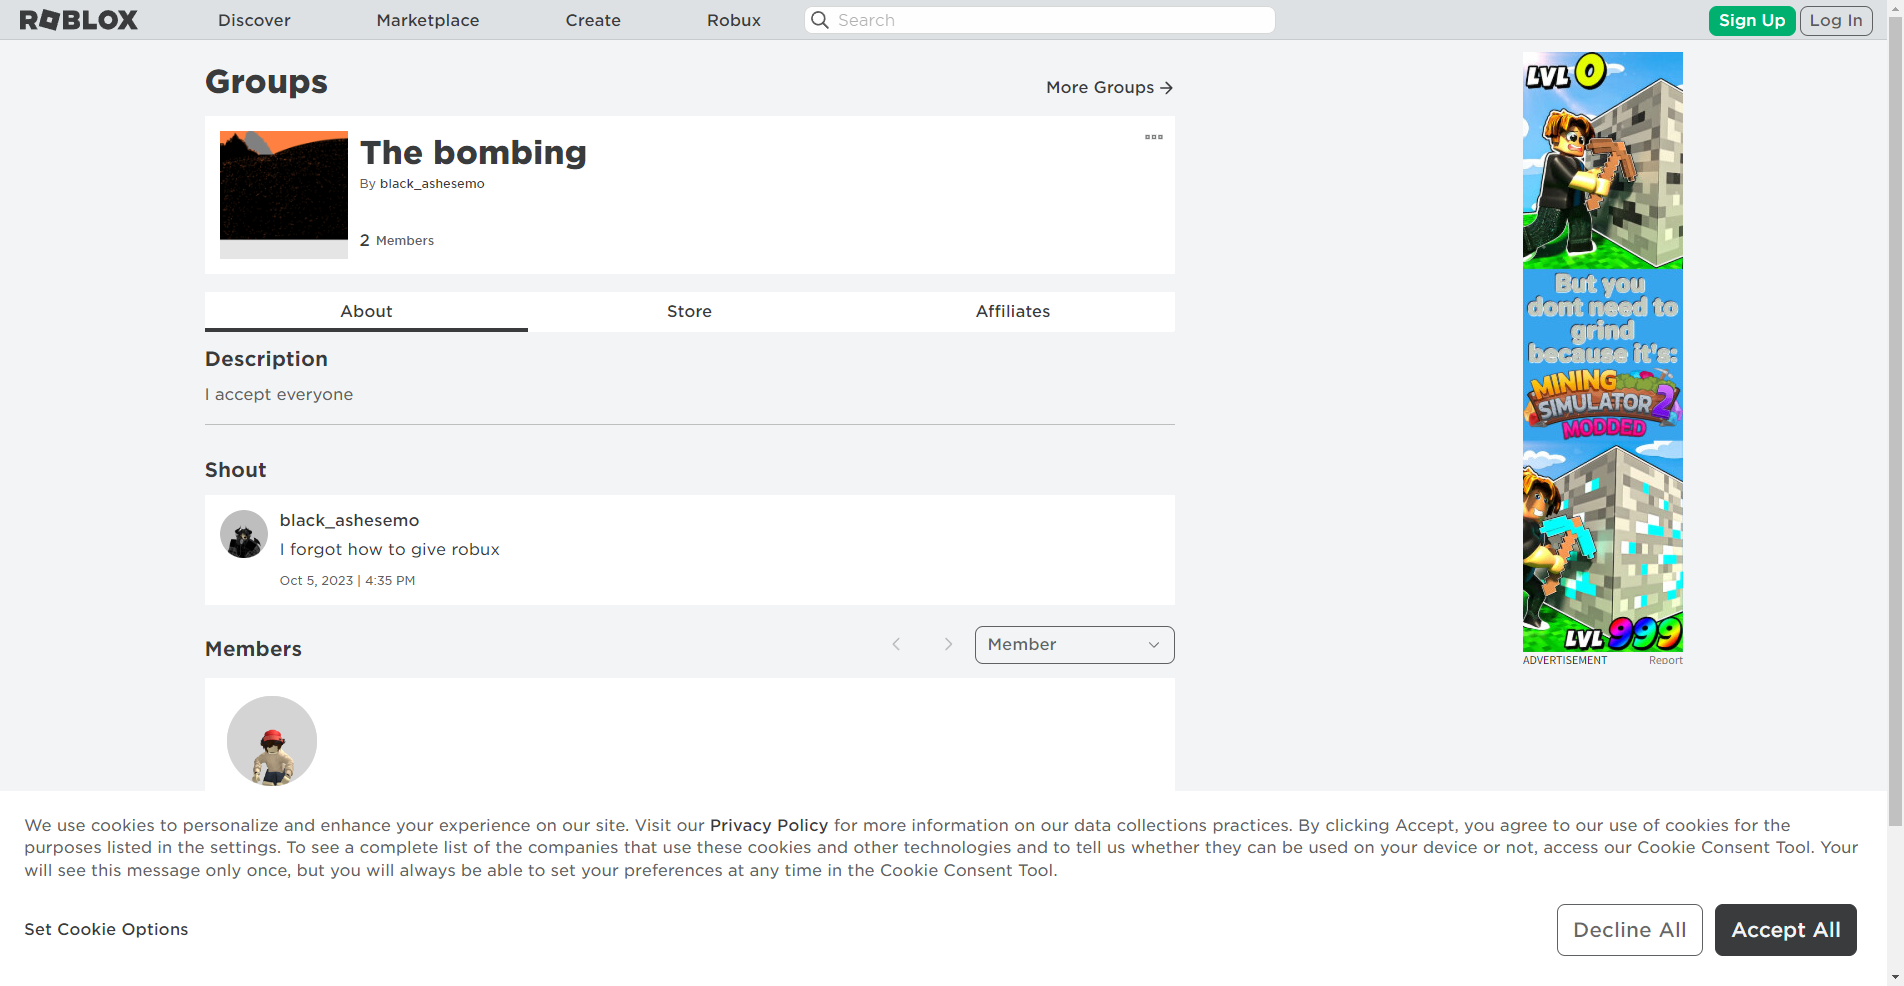 ROBLOX
Discover
Marketplace
Create
Robux
Search
Sign Up
Log In
Groups
More Groups
The bombing
By black_ashesemo
2 Members
About
Store
Affiliates
Description
I accept everyone
Shout
black_ashesemo
I forgot how to give robux
Oct 5, 2023 | 4:35 PM
Members
Member
LVL 0
But you
dont need to
grind
because it's:
MINING
SIMULATOR 2
MODDED
LVL 999
ADVERTISEMENT
Report
We use cookies to personalize and enhance your experience on our site. Visit our Privacy Policy for more information on our data collections practices. By clicking Accept, you agree to our use of cookies for the
purposes listed in the settings. To see a complete list of the companies that use these cookies and other technologies and to tell us whether they can be used on your device or not, access our Cookie Consent Tool. Your
will see this message only once, but you will always be able to set your preferences at any time in the Cookie Consent Tool.
Set Cookie Options
Decline All
Accept All